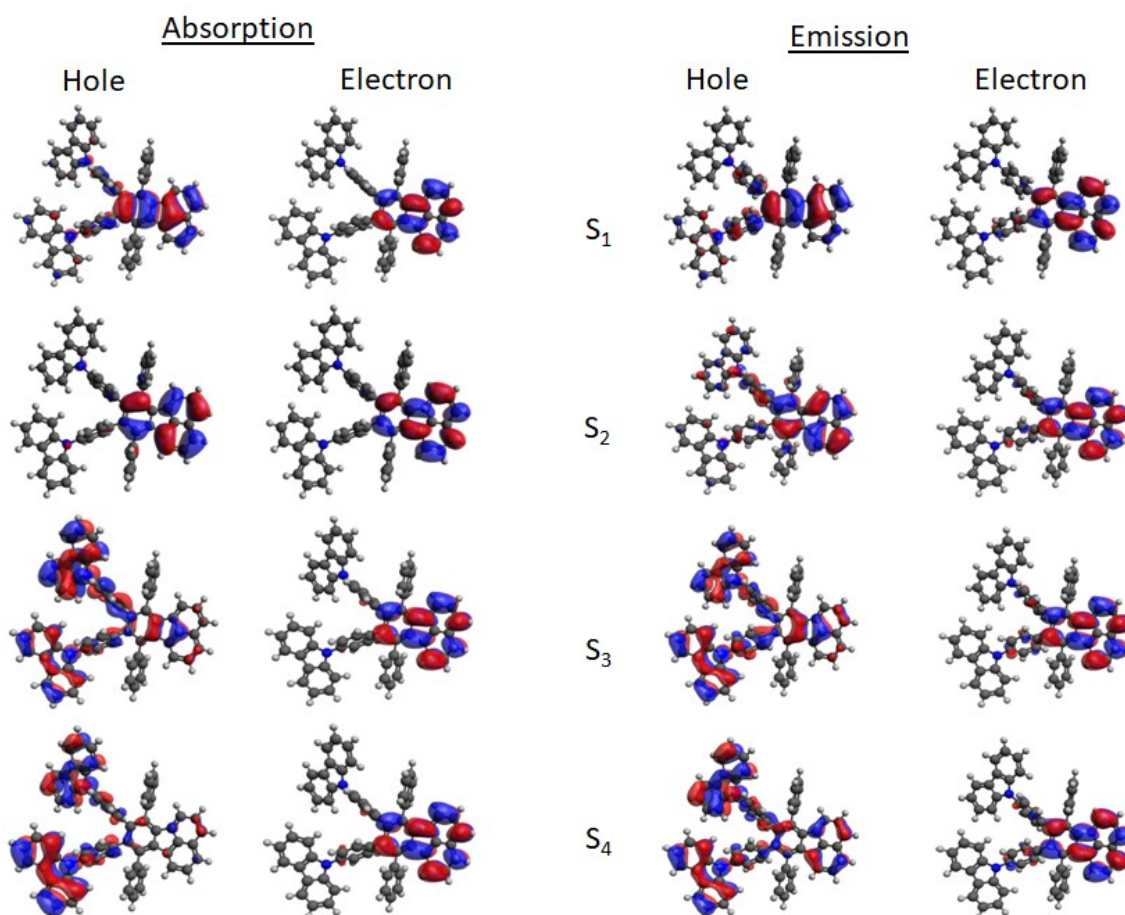 Absorption
Emission
Hole
Electron
Hole
Electron
S1
S2
S3
S4